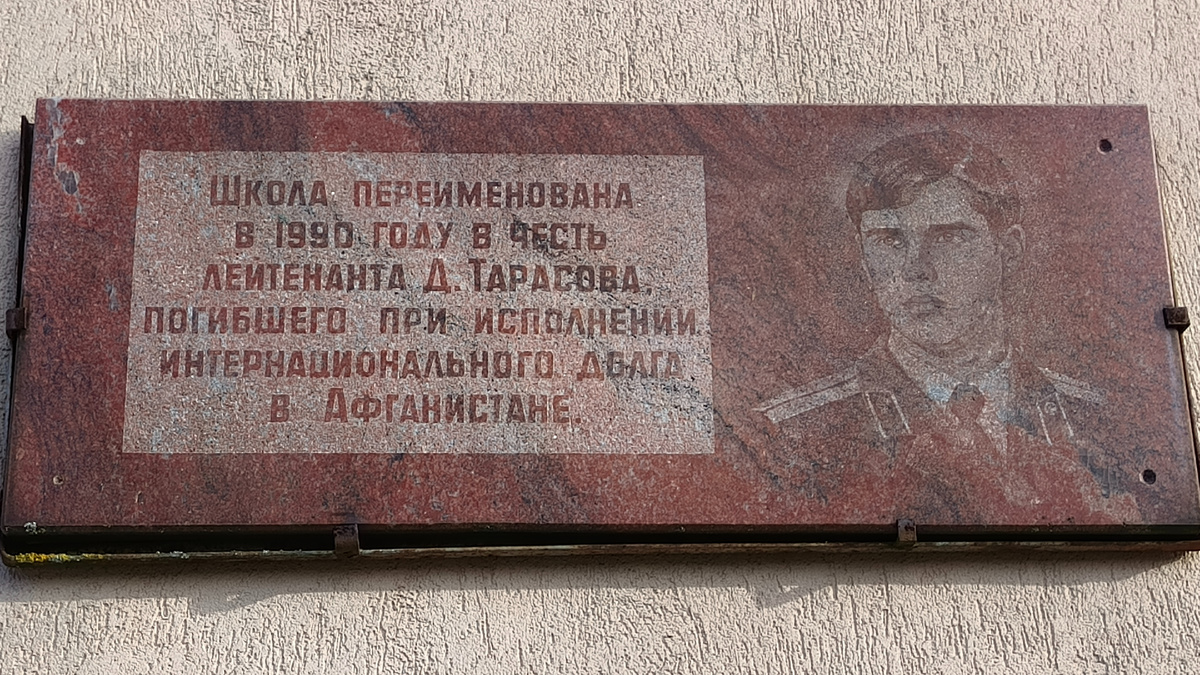 Школа переименована
в 1990 году в честь
лейтенанта Д. Тарасова,
погибшего при исполнении
интернационального долга
в Афганистане.